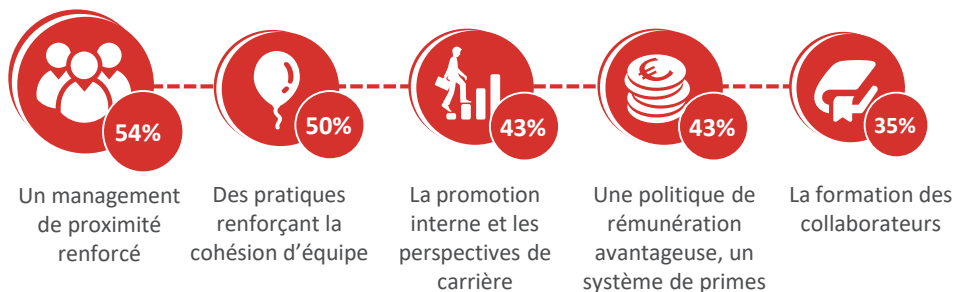 54%
Un management
de proximité
renforcé
50%
Des pratiques
renforçant la
cohésion d’équipe
43%
La promotion
interne et les
perspectives de
carrière
43%
Une politique de
rémunération
avantageuse, un
système de primes
35%
La formation des
collaborateurs